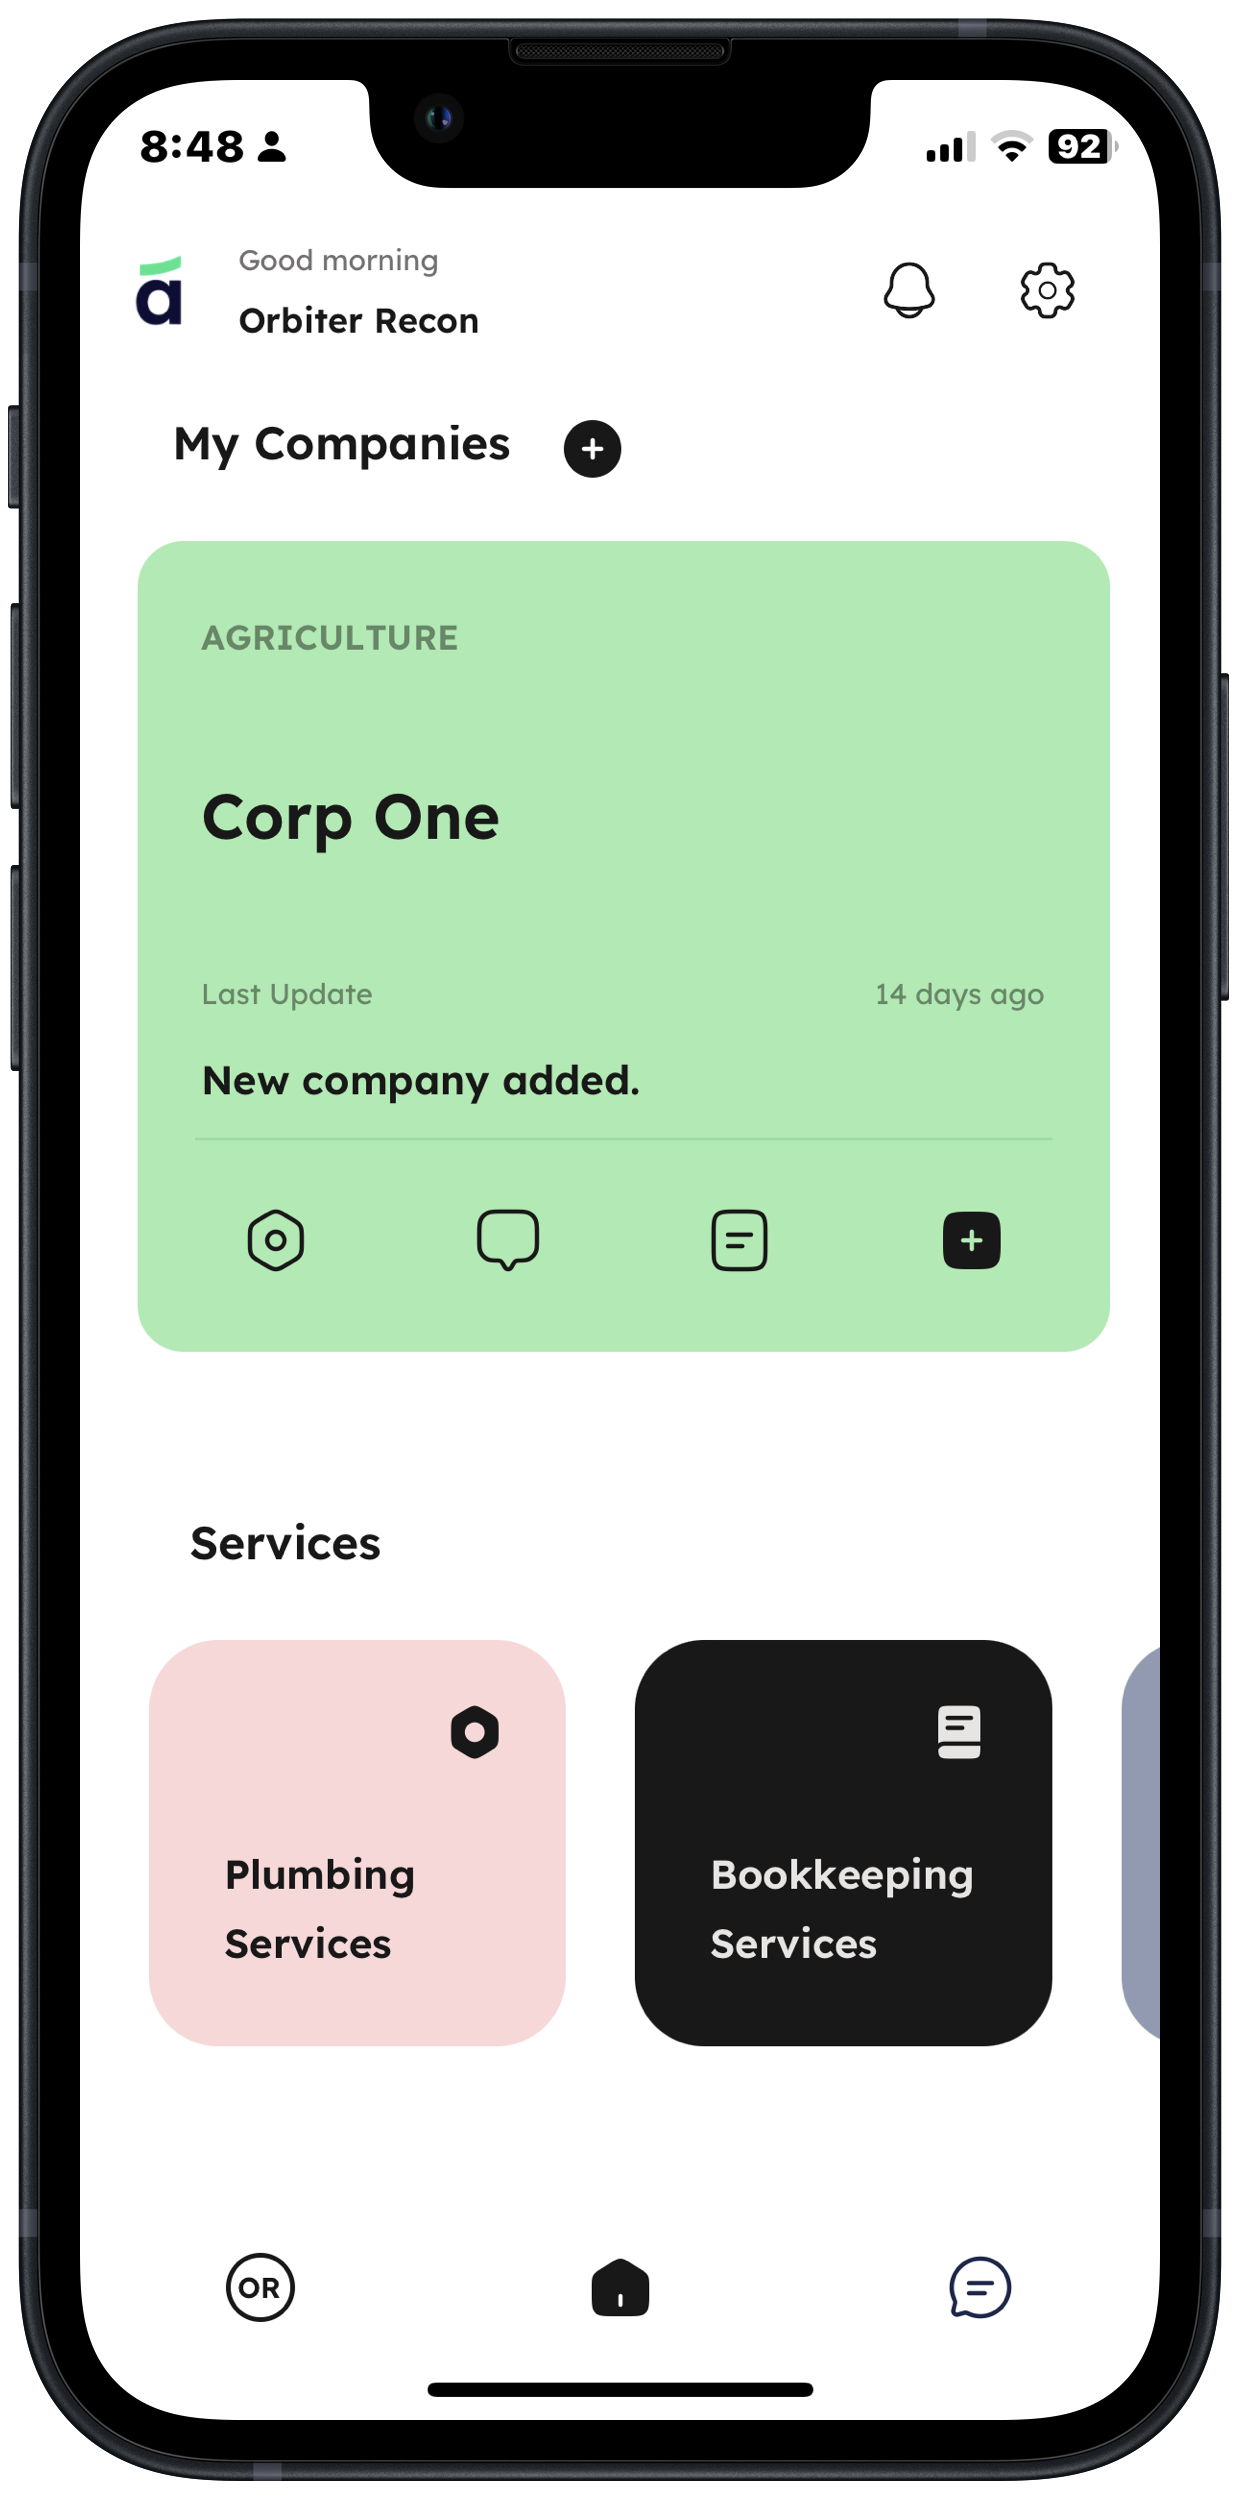 8:48
92
ā
Good morning
Orbiter Recon
My Companies
AGRICULTURE
Corp One
Last Update 14 days ago
New company added.
Services
Plumbing
Services
Bookkeeping
Services
OR